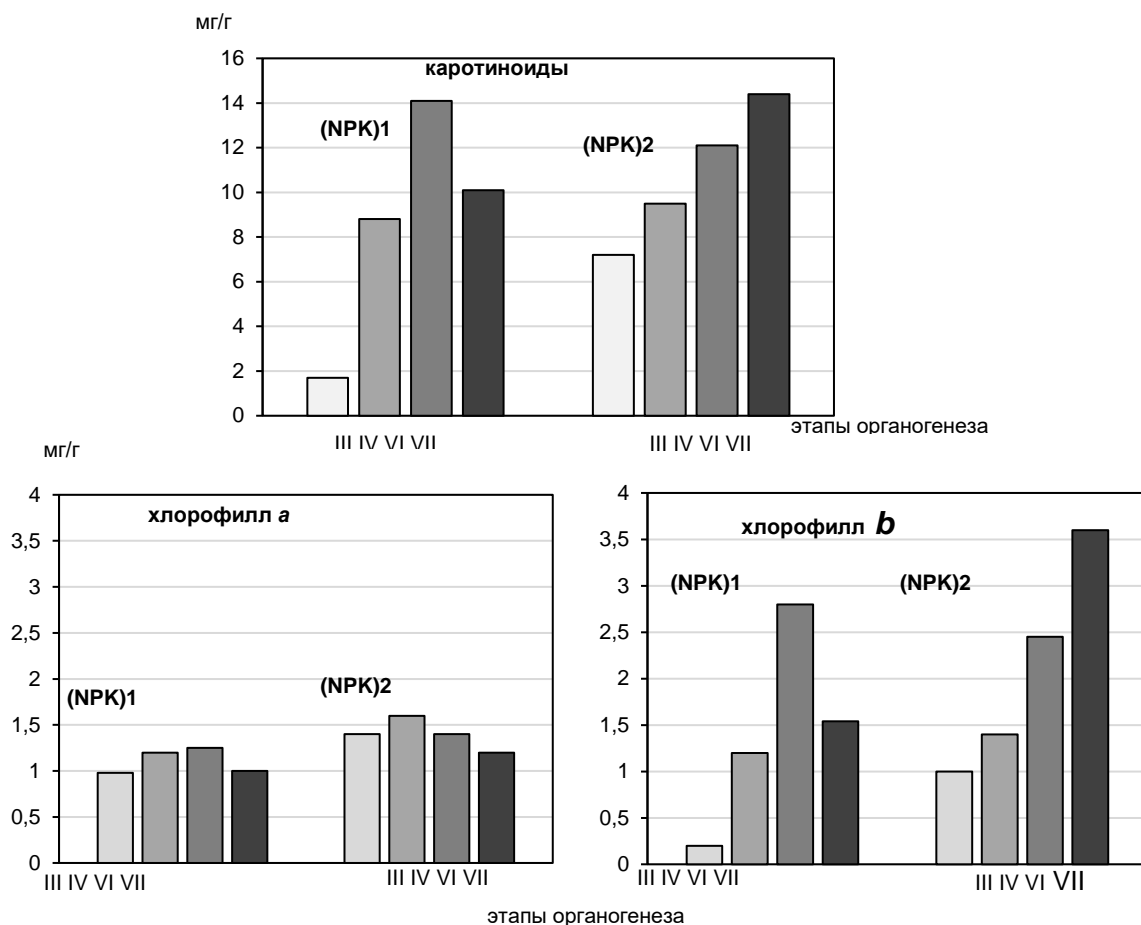 мг/г
каротиноиды
16
14
12
10
8
6
4
2
0
(NPK)1
(NPK)2
III IV VI VII
III IV VI VII
этапы органогенеза
мг/г
хлорофилл a
4
3,5
3
2,5
2
1,5
1
0,5
0
(NPK)1
(NPK)2
III IV VI VII
III IV VI VII
хлорофилл b
4
3,5
3
2,5
2
1,5
1
0,5
0
(NPK)1
(NPK)2
III IV VI VII
III IV VI VII
этапы органогенеза